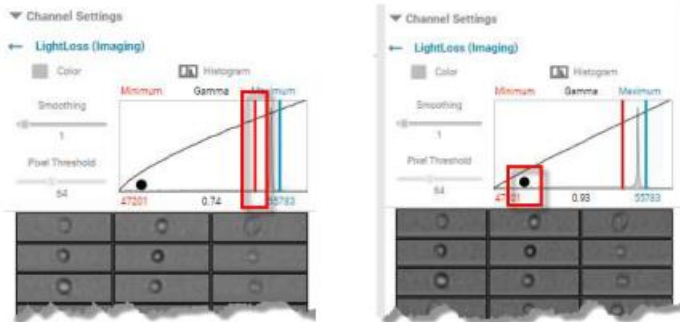 Channel Settings
← LightLoss (Imaging)
Color
Histogram
Minimum Gamma Maximum
Smoothing
1
Pixel Threshold
64
47201 0.74 55783
Channel Settings
← LightLoss (Imaging)
Color
Histogram
Minimum Gamma Maximum
Smoothing
1
Pixel Threshold
64
47201 0.93 55783